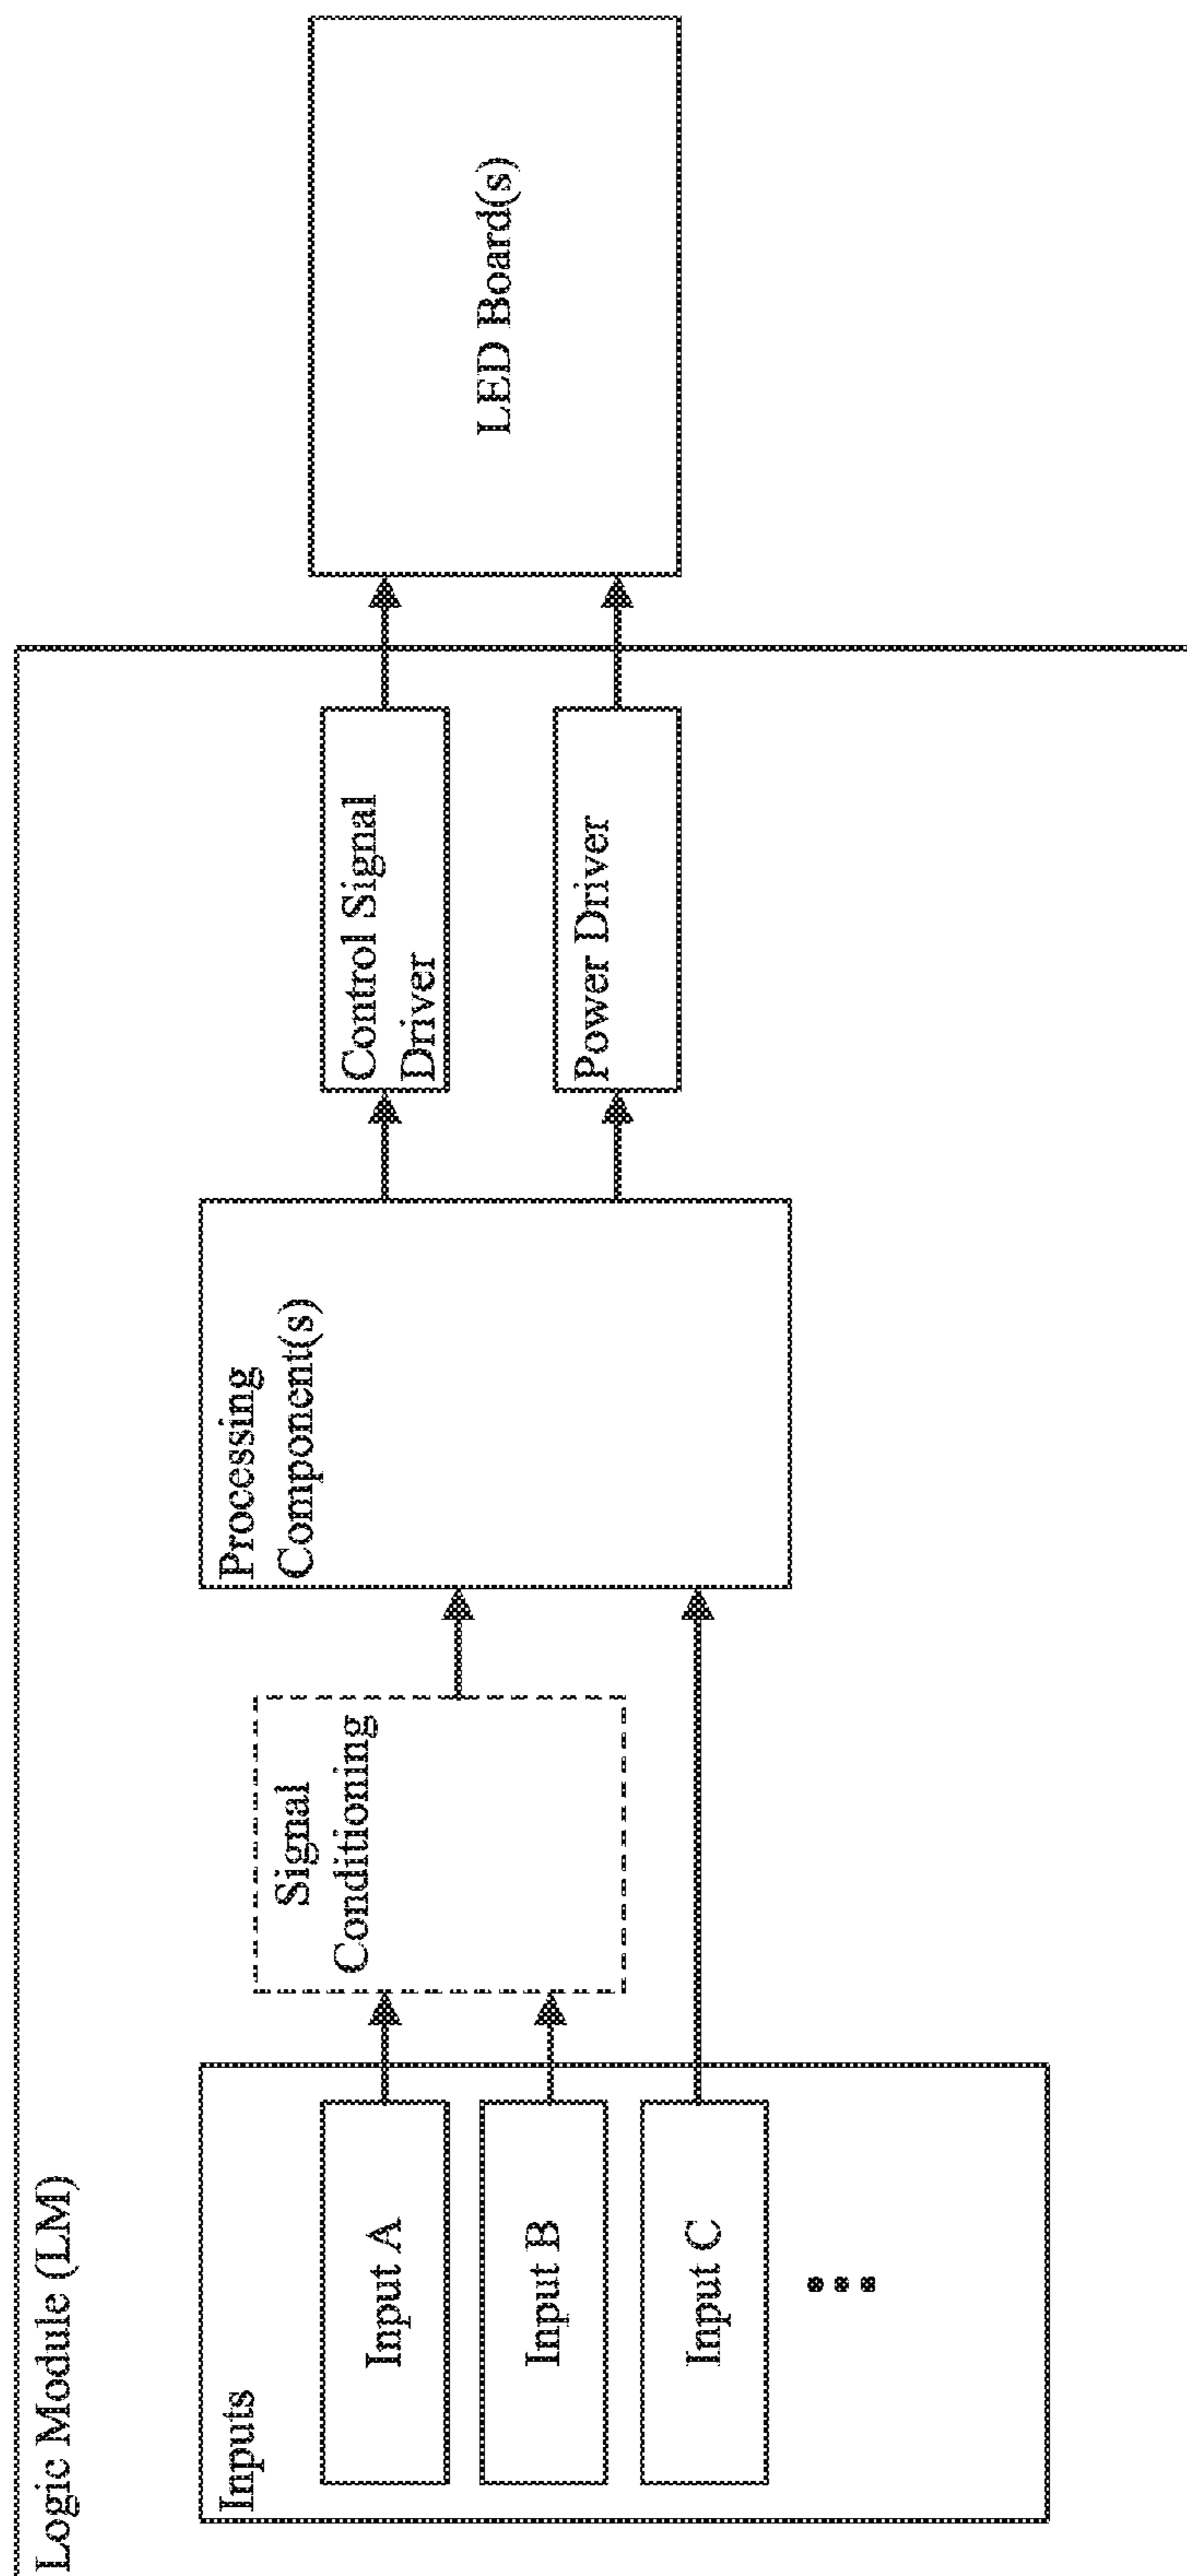 Logic Module (LM)
Inputs
Input A
Input B
Input C
Signal
Conditioning
Processing
Component(s)
Control Signal
Driver
Power Driver
LED Board(s)